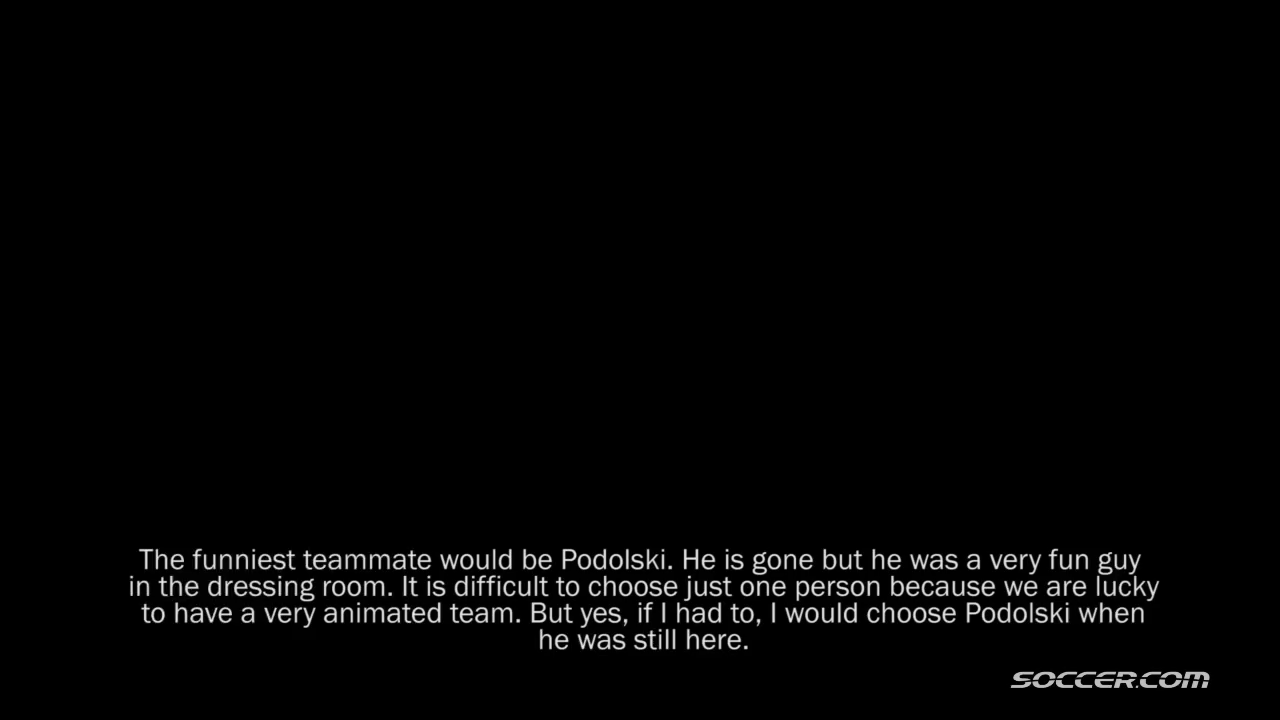 The funniest teammate would be Podolski. He is gone but he was a very fun guy
in the dressing room. It is difficult to choose just one person because we are lucky
to have a very animated team. But yes, if I had to, I would choose Podolski when
he was still here.
SOCCER.COM